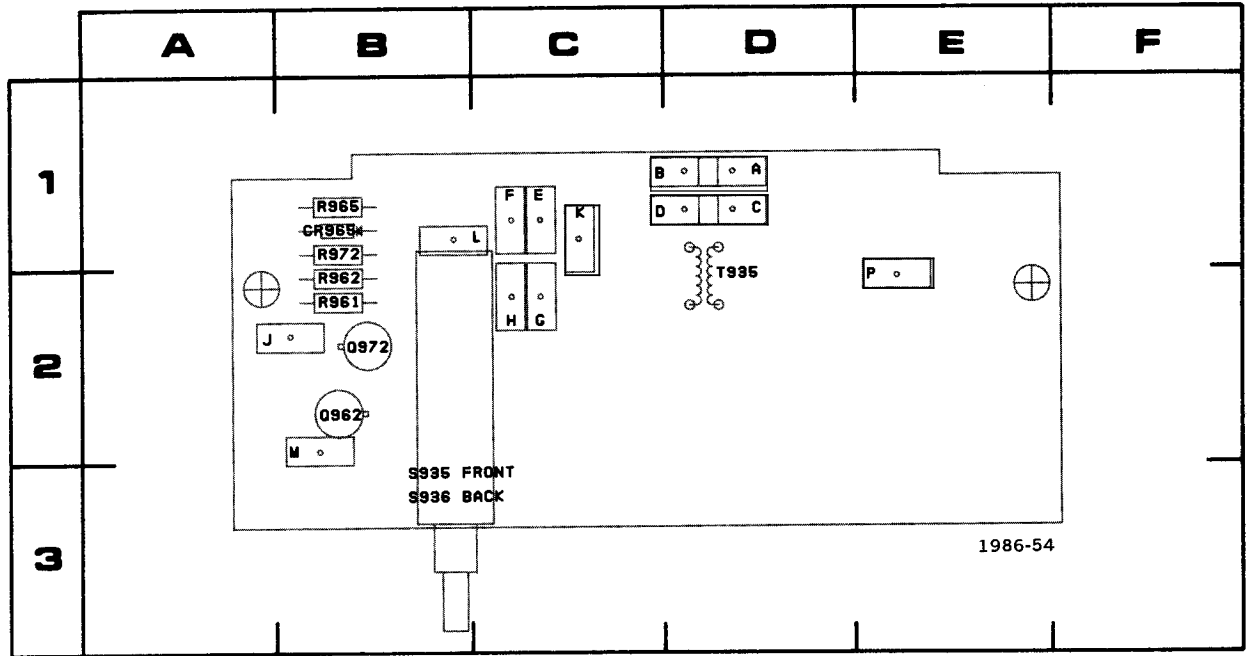 A B C D E F
1
B A
F E
R965
K
D C
CR965
L
R972
T935
P
R962
R961
H G
J
Q972
2
Q962
M
S935 FRONT
S936 BACK
1986-54
3